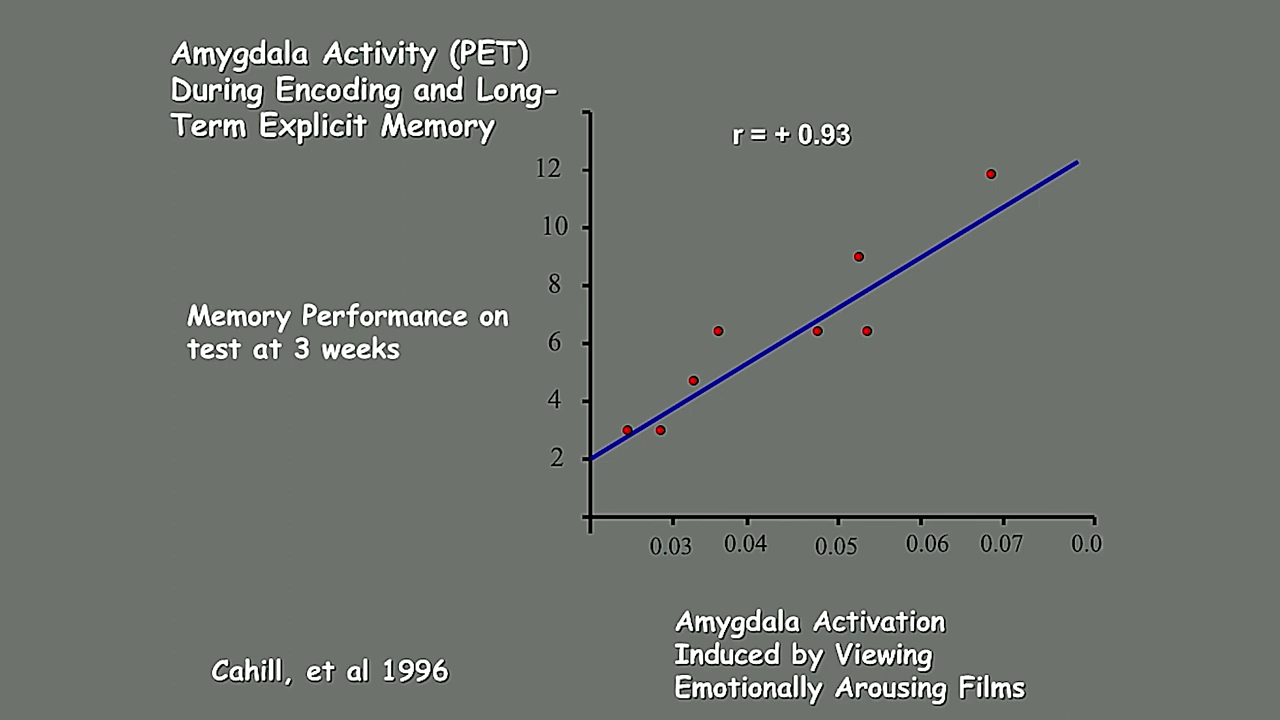 Amygdala Activity (PET)
During Encoding and Long-
Term Explicit Memory
r = + 0.93
12
10
8
6
4
2
Memory Performance on
test at 3 weeks
0.03 0.04 0.05 0.06 0.07 0.0
Amygdala Activation
Induced by Viewing
Emotionally Arousing Films
Cahill, et al 1996